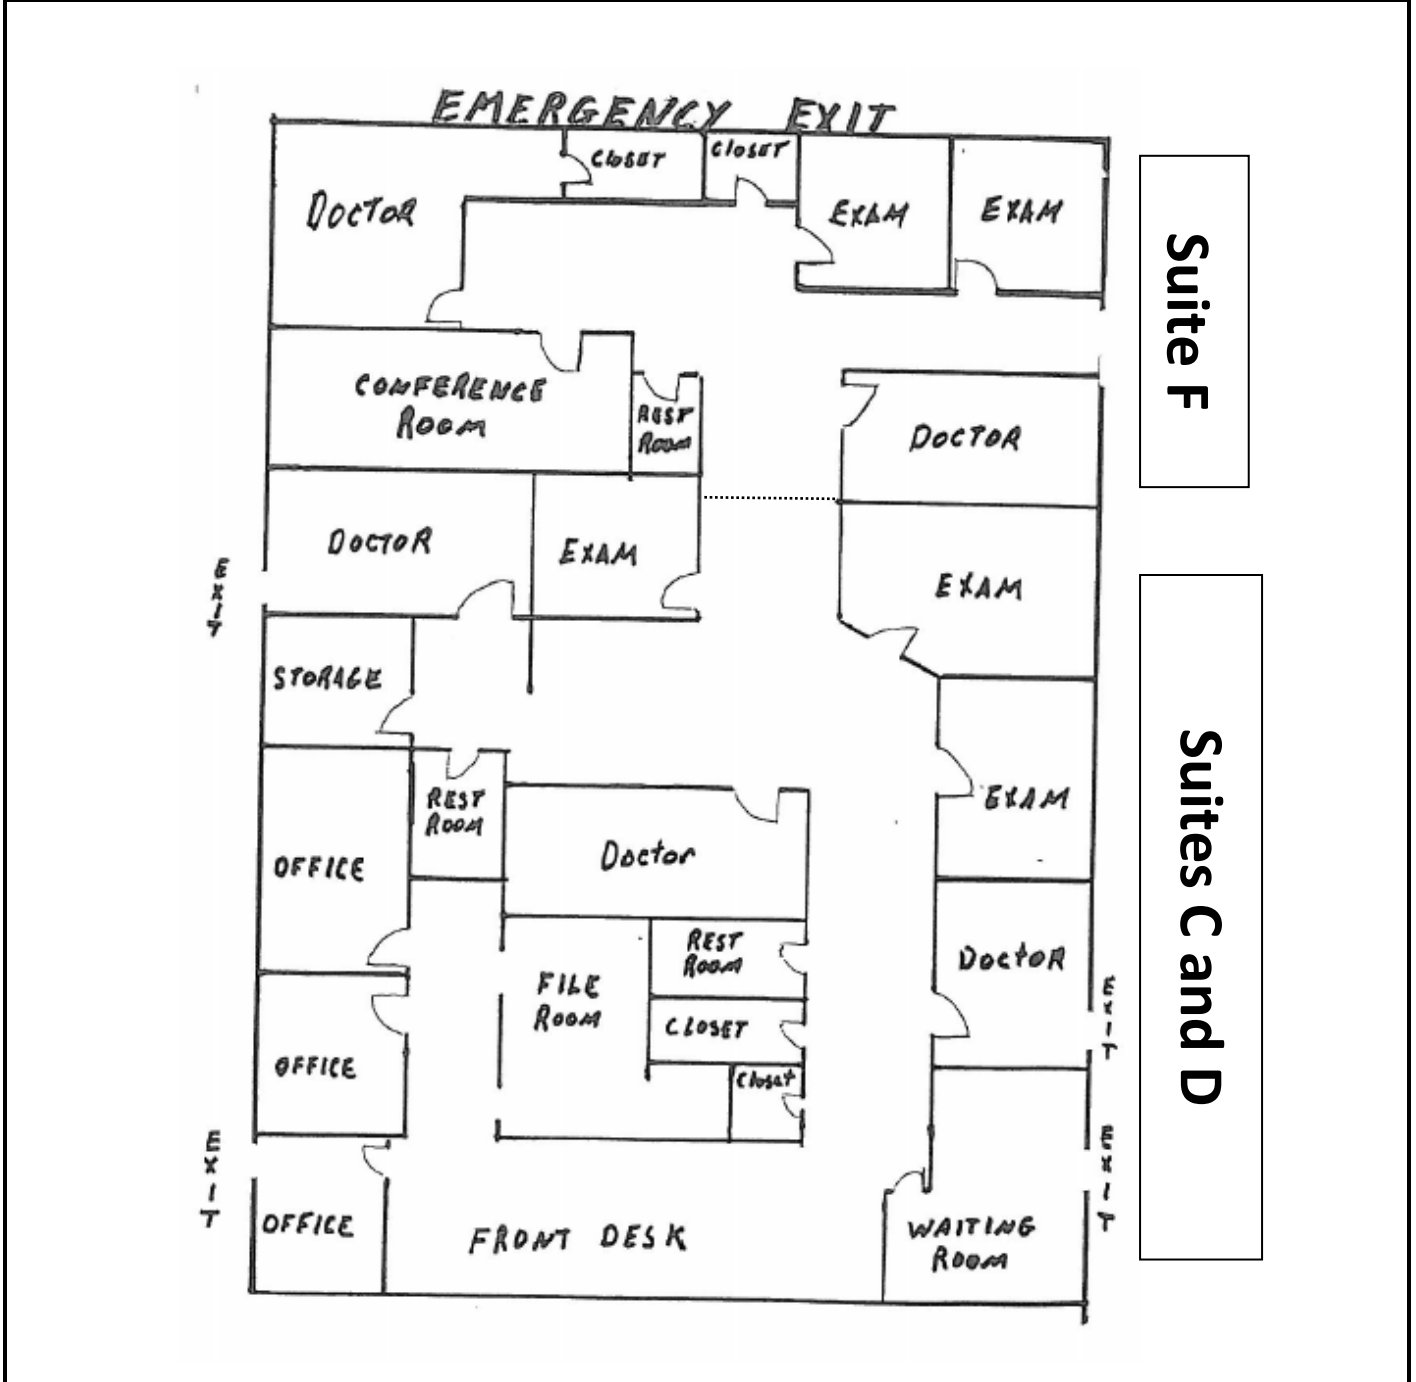 EMERGENCY EXIT
CLOSET
CLOSET
DOCTOR
EXAM
EXAM
Suite F
CONFERENCE
ROOM
REST
ROOM
DOCTOR
DOCTOR
EXAM
EXAM
EXIT
STORAGE
Suites C and D
REST
ROOM
EXAM
OFFICE
Doctor
REST
ROOM
DOCTOR
FILE
ROOM
CLOSET
EXIT
OFFICE
Closet
EXIT
EXIT
OFFICE
FRONT DESK
WAITING
ROOM